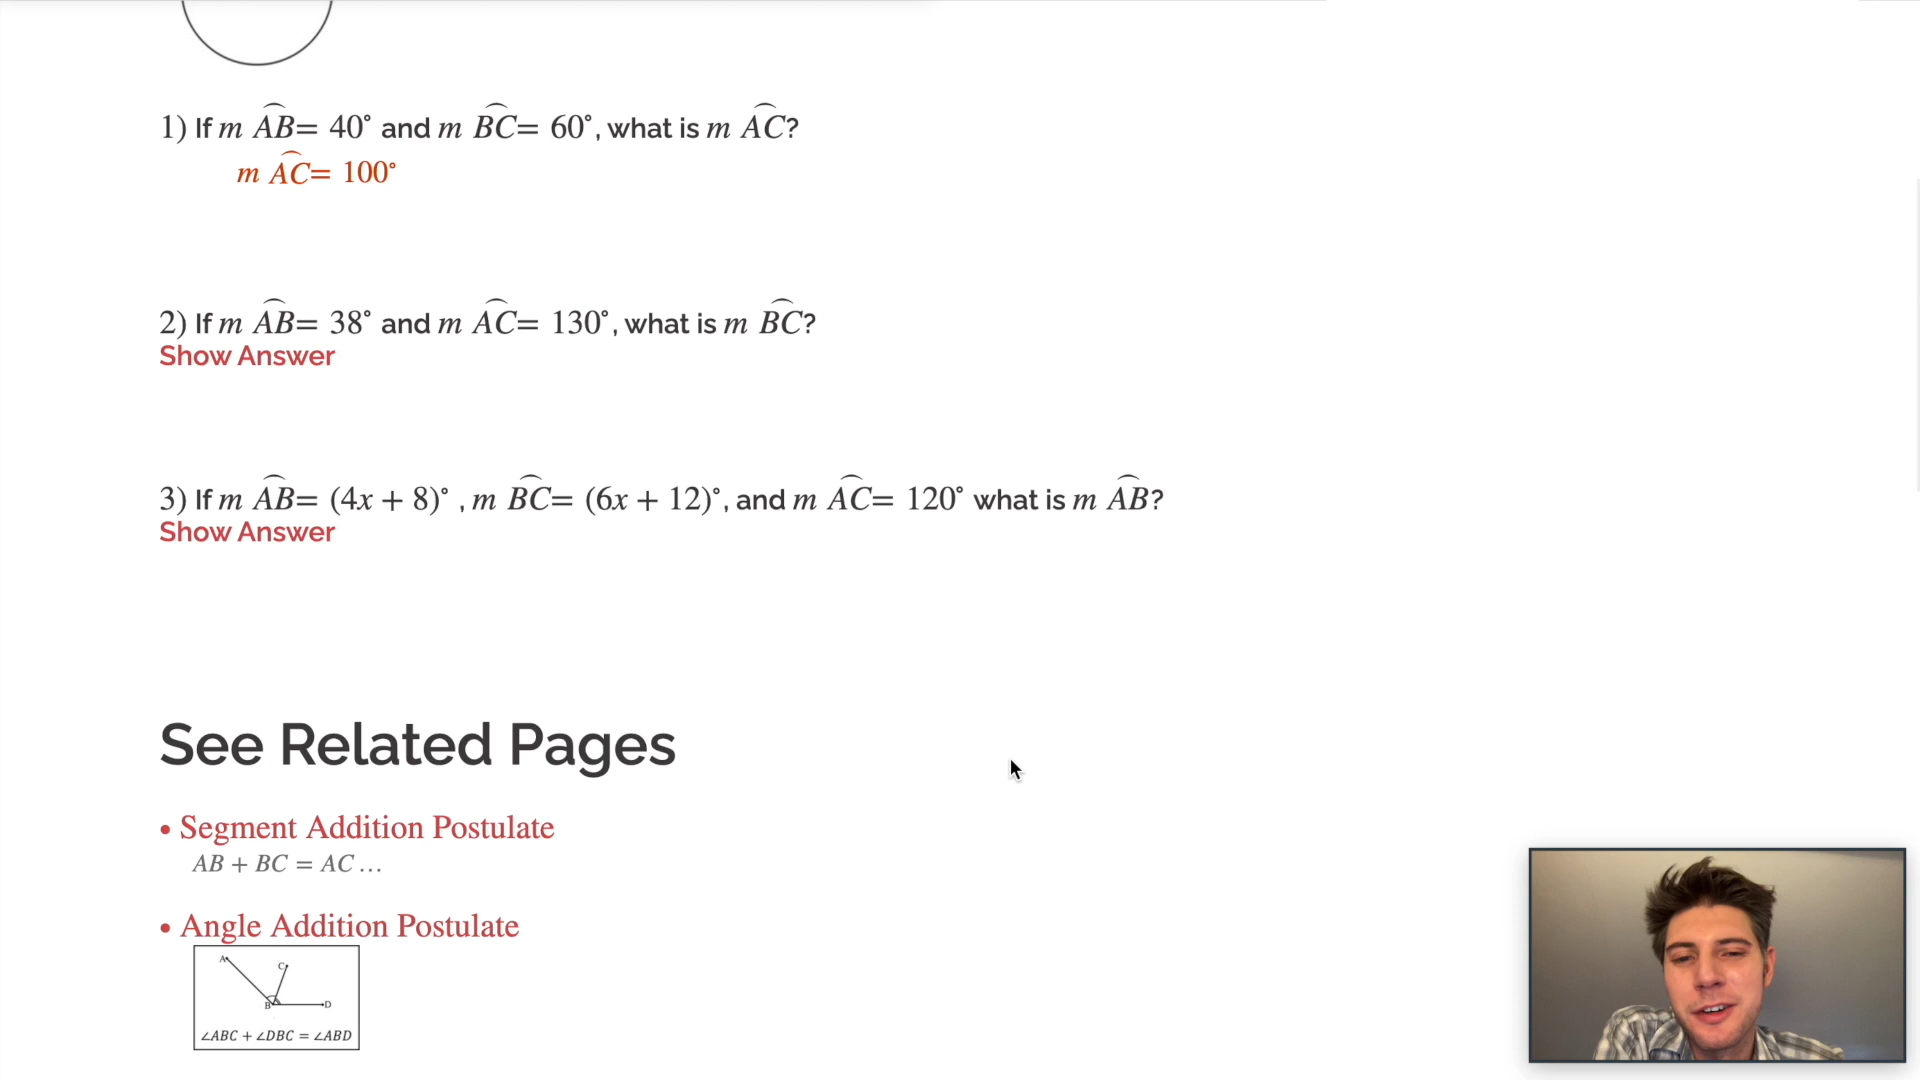 1) If m AB= 40° and m BC= 60°, what is m AC?
m AC= 100°
2) If m AB= 38° and m AC= 130°, what is m BC?
Show Answer
3) If m AB= (4x + 8)° , m BC= (6x + 12)°, and m AC= 120° what is m AB?
Show Answer
See Related Pages
• Segment Addition Postulate
AB + BC = AC …
• Angle Addition Postulate
A
C
B
D
∠ABC + ∠DBC = ∠ABD